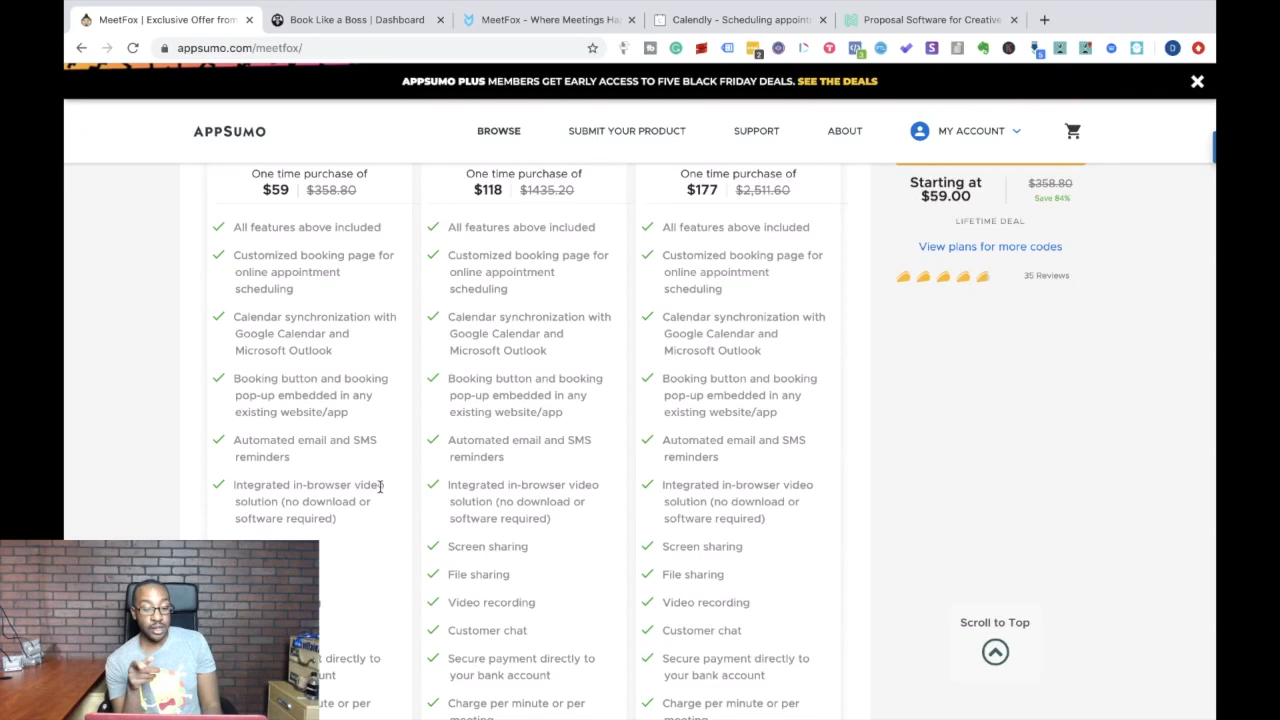 MeetFox | Exclusive Offer from
Book Like a Boss | Dashboard
MeetFox - Where Meetings Ha
Calendly - Scheduling appoint
Proposal Software for Creative
appsumo.com/meetfox/
APPSUMO PLUS MEMBERS GET EARLY ACCESS TO FIVE BLACK FRIDAY DEALS. SEE THE DEALS
APPSUMO
BROWSE
SUBMIT YOUR PRODUCT
SUPPORT
ABOUT
MY ACCOUNT
One time purchase of
$59 | $358.80
All features above included
Customized booking page for
online appointment
scheduling
Calendar synchronization with
Google Calendar and
Microsoft Outlook
Booking button and booking
pop-up embedded in any
existing website/app
Automated email and SMS
reminders
Integrated in-browser video
solution (no download or
software required)
t directly to
unt
ute or per
One time purchase of
$118 | $1435.20
All features above included
Customized booking page for
online appointment
scheduling
Calendar synchronization with
Google Calendar and
Microsoft Outlook
Booking button and booking
pop-up embedded in any
existing website/app
Automated email and SMS
reminders
Integrated in-browser video
solution (no download or
software required)
Screen sharing
File sharing
Video recording
Customer chat
Secure payment directly to
your bank account
Charge per minute or per
meeting
One time purchase of
$177 | $2,511.60
All features above included
Customized booking page for
online appointment
scheduling
Calendar synchronization with
Google Calendar and
Microsoft Outlook
Booking button and booking
pop-up embedded in any
existing website/app
Automated email and SMS
reminders
Integrated in-browser video
solution (no download or
software required)
Screen sharing
File sharing
Video recording
Customer chat
Secure payment directly to
your bank account
Charge per minute or per
meeting
Starting at
$59.00
$358.80
Save 84%
LIFETIME DEAL
View plans for more codes
35 Reviews
Scroll to Top